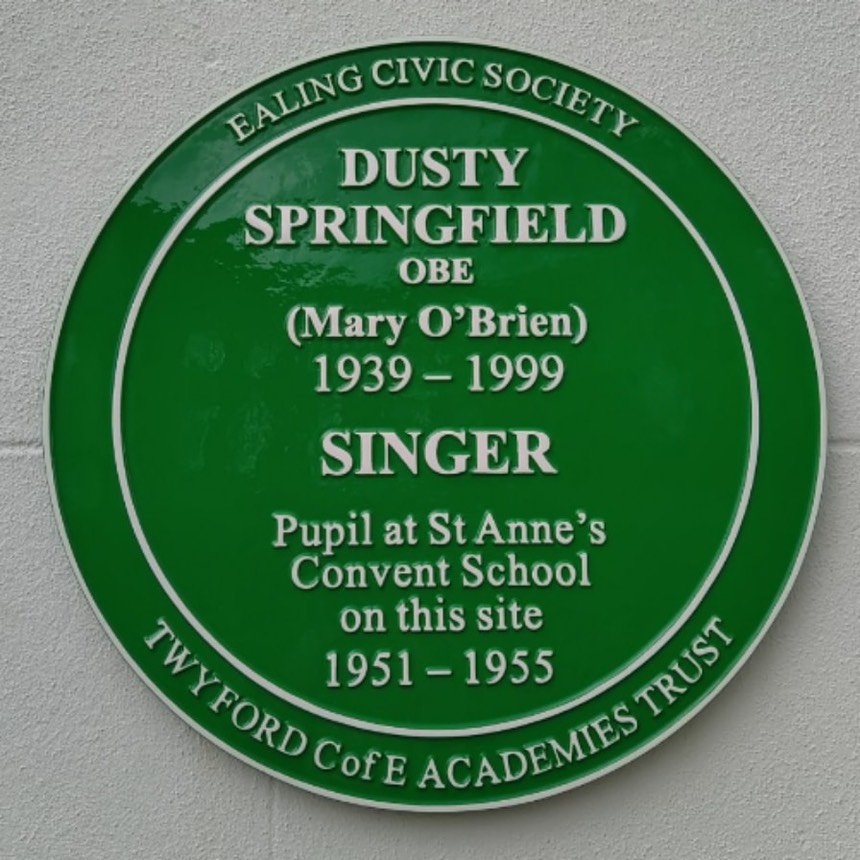 EALING CIVIC SOCIETY
DUSTY
SPRINGFIELD
OBE
(Mary O'Brien)
1939 – 1999
SINGER
Pupil at St Anne's
Convent School
on this site
1951 – 1955
TWYFORD CofE ACADEMIES TRUST